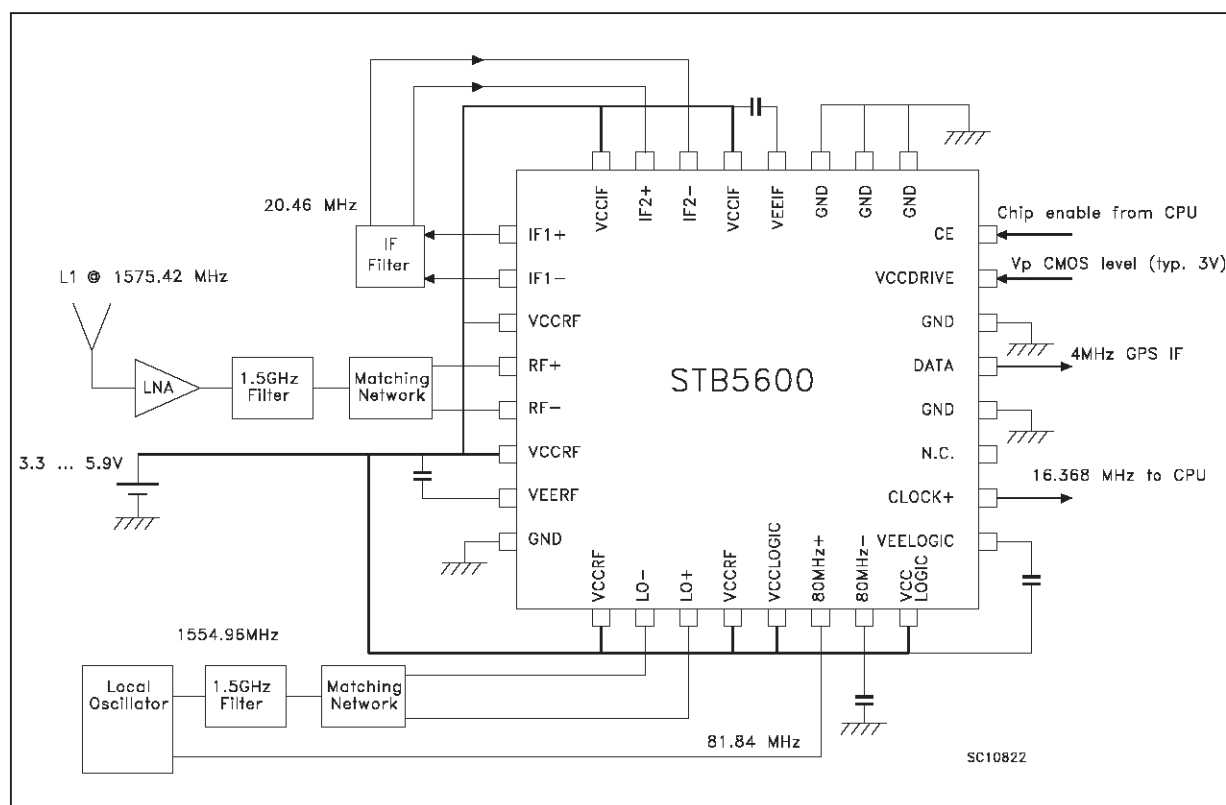 VCCIF
IF2+
IF2-
VCCIF
VEEIF
GND
GND
GND
20.46 MHz
IF
Filter
IF1+
IF1-
VCCRF
RF+
RF-
VCCRF
VEERF
GND
L1 @ 1575.42 MHz
LNA
1.5GHz
Filter
Matching
Network
3.3 ... 5.9V
STB5600
CE
Chip enable from CPU
VCCDRIVE
Vp CMOS level (typ. 3V)
GND
DATA
4MHz GPS IF
GND
N.C.
CLOCK+
16.368 MHz to CPU
VEELOGIC
VCCRF
LO-
LO+
VCCRF
VCCLOGIC
80MHz+
80MHz-
VCC
LOGIC
1554.96MHz
Local
Oscillator
1.5GHz
Filter
Matching
Network
81.84 MHz
SC10822